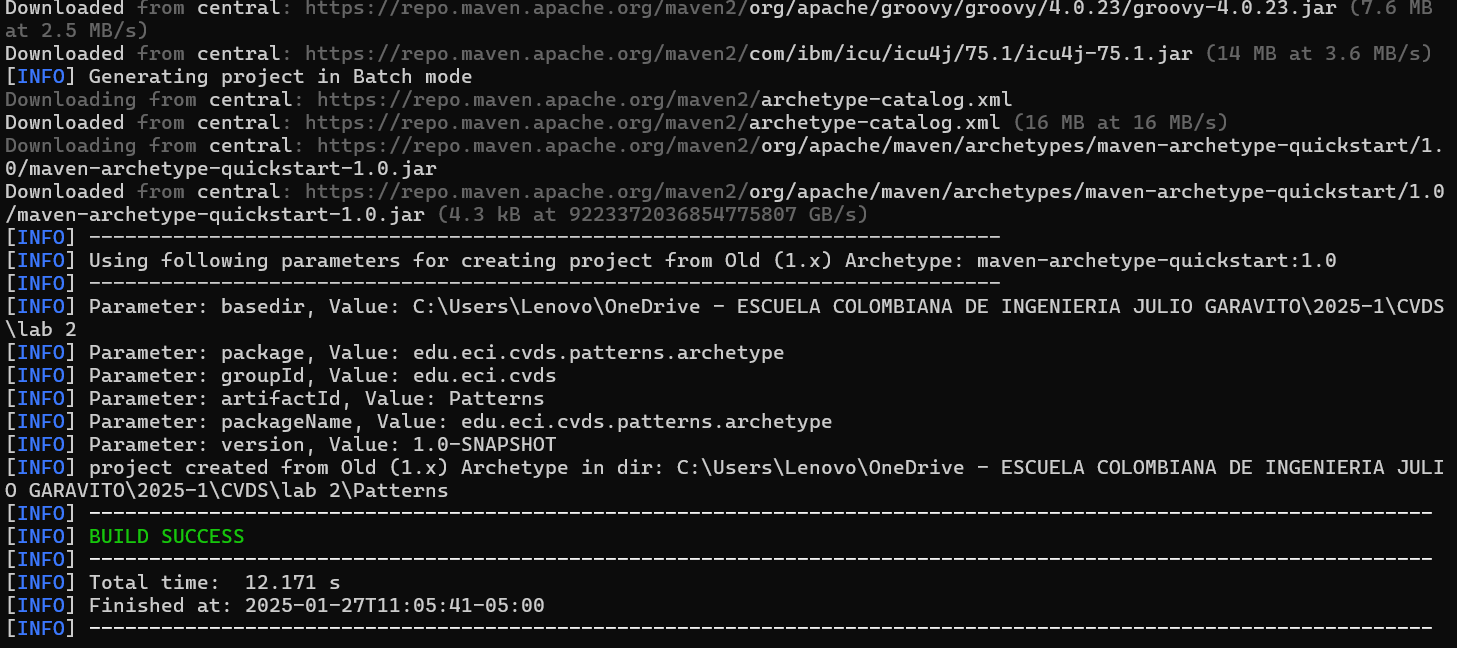 Downloaded from central: https://repo.maven.apache.org/maven2/org/apache/groovy/groovy/4.0.23/groovy-4.0.23.jar (7.6 MB
at 2.5 MB/s)
Downloaded from central: https://repo.maven.apache.org/maven2/com/ibm/icu/icu4j/75.1/icu4j-75.1.jar (14 MB at 3.6 MB/s)
[INFO] Generating project in Batch mode
Downloading from central: https://repo.maven.apache.org/maven2/archetype-catalog.xml
Downloaded from central: https://repo.maven.apache.org/maven2/archetype-catalog.xml (16 MB at 16 MB/s)
Downloading from central: https://repo.maven.apache.org/maven2/org/apache/maven/archetypes/maven-archetype-quickstart/1.
0/maven-archetype-quickstart-1.0.jar
Downloaded from central: https://repo.maven.apache.org/maven2/org/apache/maven/archetypes/maven-archetype-quickstart/1.0
/maven-archetype-quickstart-1.0.jar (4.3 kB at 9223372036854775807 GB/s)
[INFO] ----------------------------------------------------------------------------
[INFO] Using following parameters for creating project from Old (1.x) Archetype: maven-archetype-quickstart:1.0
[INFO] ----------------------------------------------------------------------------
[INFO] Parameter: basedir, Value: C:\Users\Lenovo\OneDrive - ESCUELA COLOMBIANA DE INGENIERIA JULIO GARAVITO\2025-1\CVDS
\lab 2
[INFO] Parameter: package, Value: edu.eci.cvds.patterns.archetype
[INFO] Parameter: groupId, Value: edu.eci.cvds
[INFO] Parameter: artifactId, Value: Patterns
[INFO] Parameter: packageName, Value: edu.eci.cvds.patterns.archetype
[INFO] Parameter: version, Value: 1.0-SNAPSHOT
[INFO] project created from Old (1.x) Archetype in dir: C:\Users\Lenovo\OneDrive - ESCUELA COLOMBIANA DE INGENIERIA JULI
O GARAVITO\2025-1\CVDS\lab 2\Patterns
[INFO] ----------------------------------------------------------------------------------------------------------------
[INFO] BUILD SUCCESS
[INFO] ----------------------------------------------------------------------------------------------------------------
[INFO] Total time:  12.171 s
[INFO] Finished at: 2025-01-27T11:05:41-05:00
[INFO] ----------------------------------------------------------------------------------------------------------------